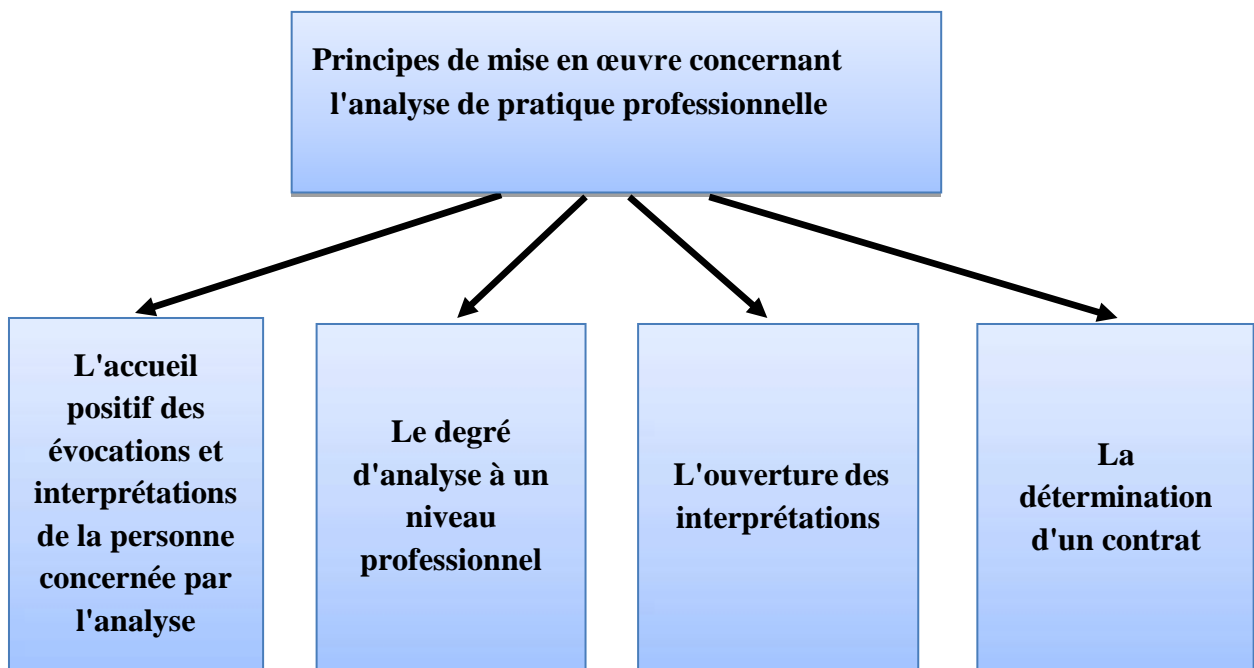 Principes de mise en œuvre concernant
l'analyse de pratique professionnelle
L'accueil
positif des
évocations et
interprétations
de la personne
concernée par
l'analyse
Le degré
d'analyse à un
niveau
professionnel
L'ouverture des
interprétations
La
détermination
d'un contrat